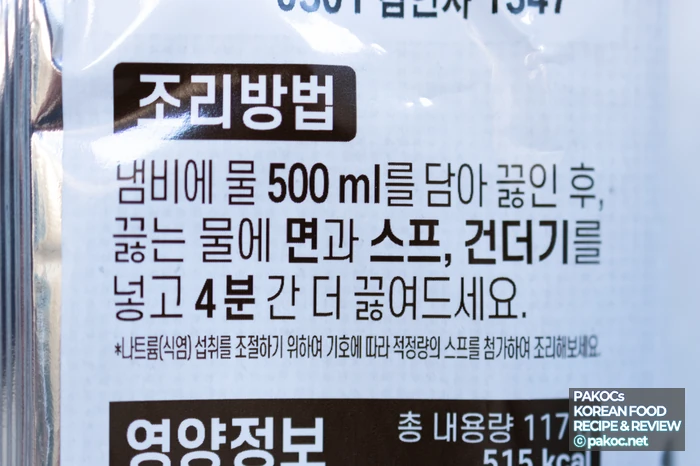 조리방법
냄비에 물 500 ml를 담아 끓인 후,
끓는 물에 면과 스프, 건더기를
넣고 4분 간 더 끓여드세요.
*나트륨(식염) 섭취를 조절하기 위하여 기호에 따라 적정량의 스프를 첨가하여 조리해보세요.
영양정보
총 내용량 117
515 kcal
PAKOCs
KOREAN FOOD
RECIPE & REVIEW
© pakoc.net